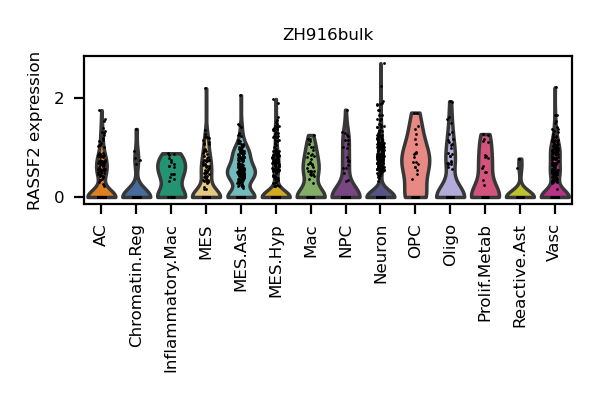 ZH916bulk
RASSF2 expression
2
0
AC
Chromatin.Reg
Inflammatory.Mac
MES
MES.Ast
MES.Hyp
Mac
NPC
Neuron
OPC
Oligo
Prolif.Metab
Reactive.Ast
Vasc